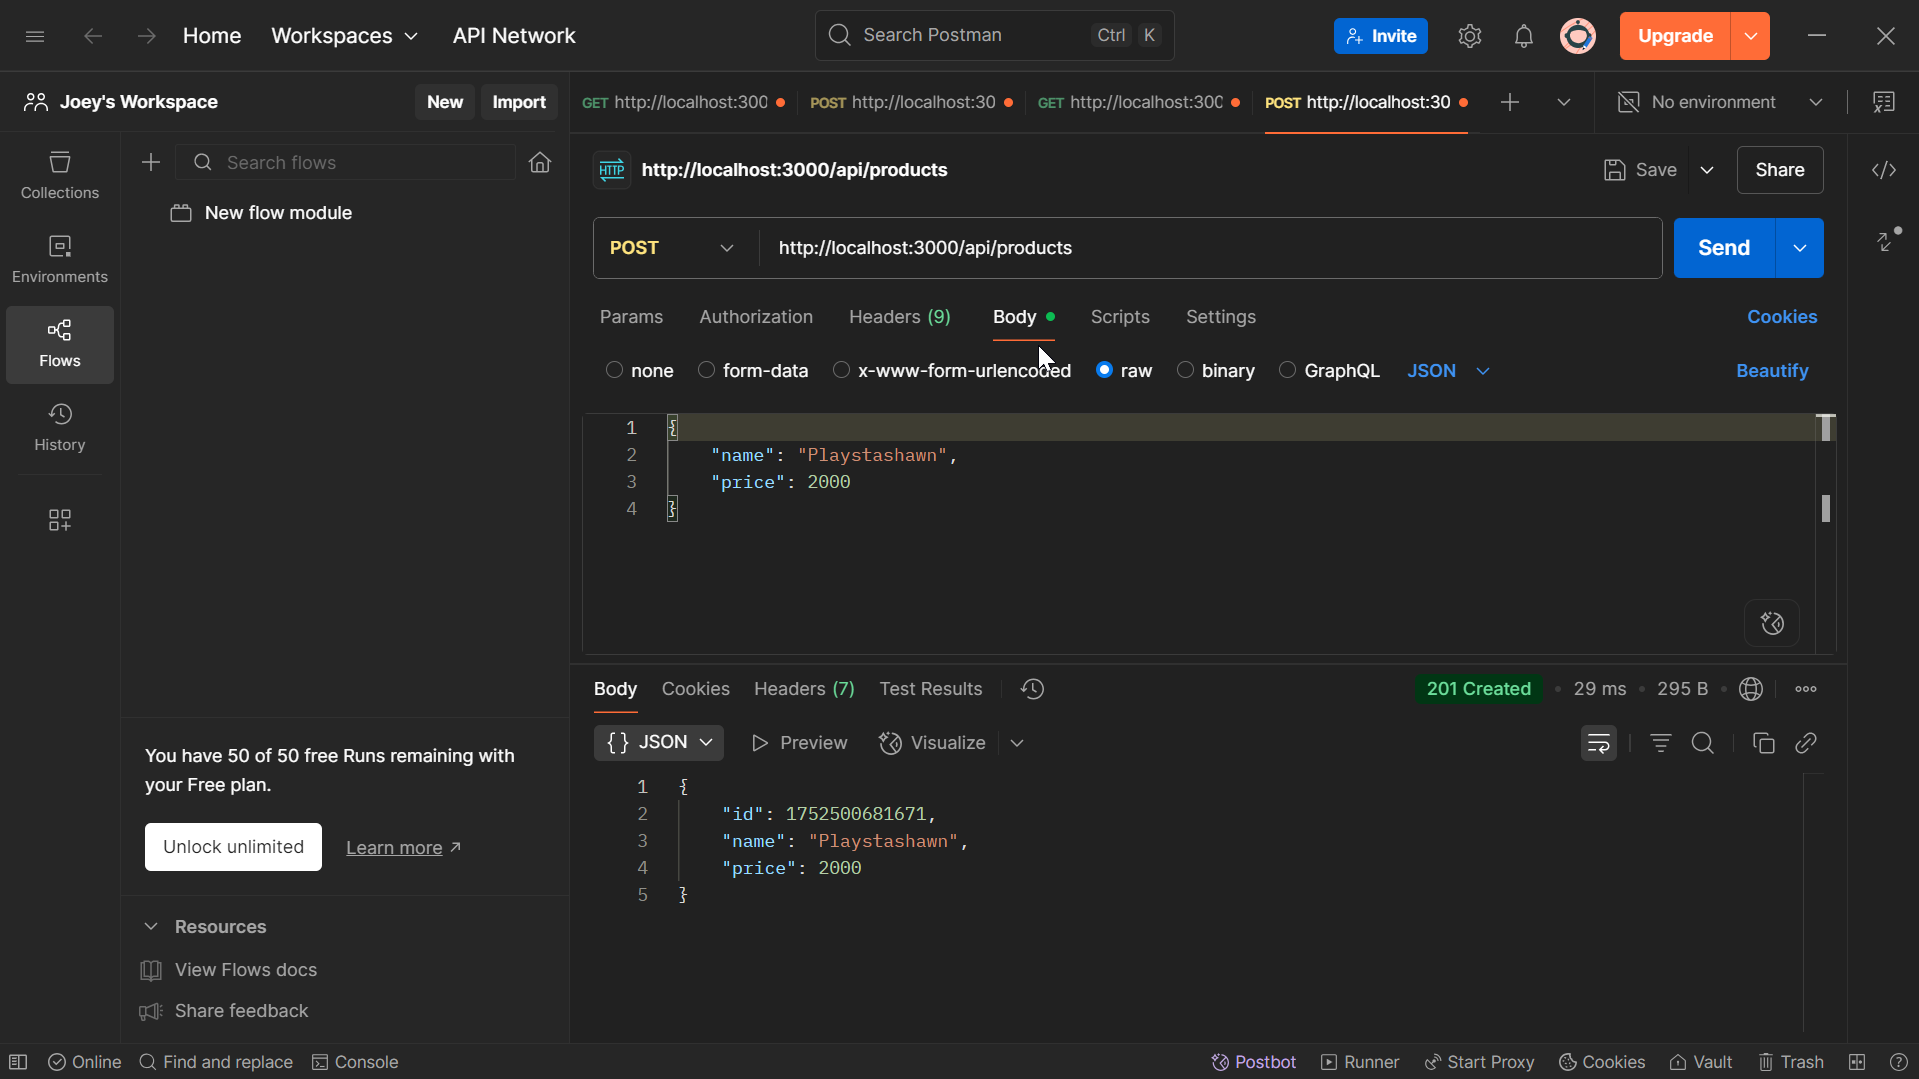 Home Workspaces API Network Search Postman Ctrl K Invite Upgrade
Joey's Workspace New Import GET http://localhost:300 POST http://localhost:30 GET http://localhost:300 POST http://localhost:30 No environment
Collections
Environments
Flows
History
Search flows
New flow module
You have 50 of 50 free Runs remaining with
your Free plan.
Unlock unlimited Learn more
Resources
View Flows docs
Share feedback
HTTP http://localhost:3000/api/products Save Share
POST http://localhost:3000/api/products Send
Params Authorization Headers (9) Body Scripts Settings Cookies
none form-data x-www-form-urlencoded raw binary GraphQL JSON Beautify
1 {
2 "name": "Playstashawn",
3 "price": 2000
4 }
Body Cookies Headers (7) Test Results 201 Created • 29 ms • 295 B •
{} JSON Preview Visualize
1 {
2 "id": 1752500681671,
3 "name": "Playstashawn",
4 "price": 2000
5 }
Online Find and replace Console Postbot Runner Start Proxy Cookies Vault Trash